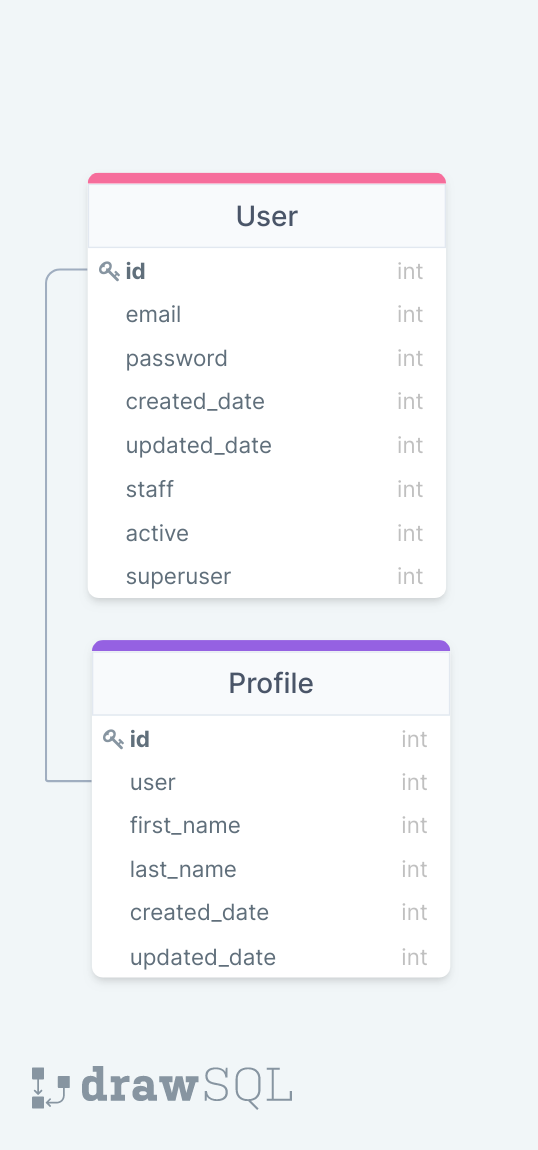 User
id int
email int
password int
created_date int
updated_date int
staff int
active int
superuser int
Profile
id int
user int
first_name int
last_name int
created_date int
updated_date int
drawSQL